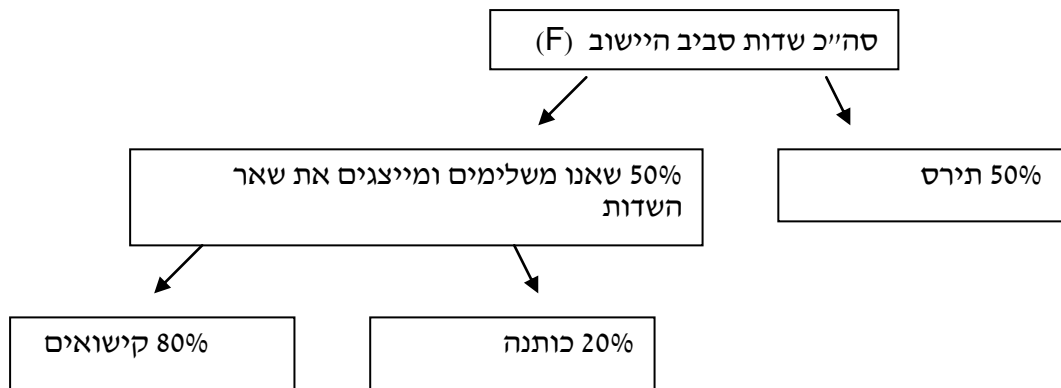 סה״כ שדות סביב היישוב (F)
50% תירס
50% שאנו משלימים ומייצגים את שאר
השדות
20% כותנה
80% קישואים